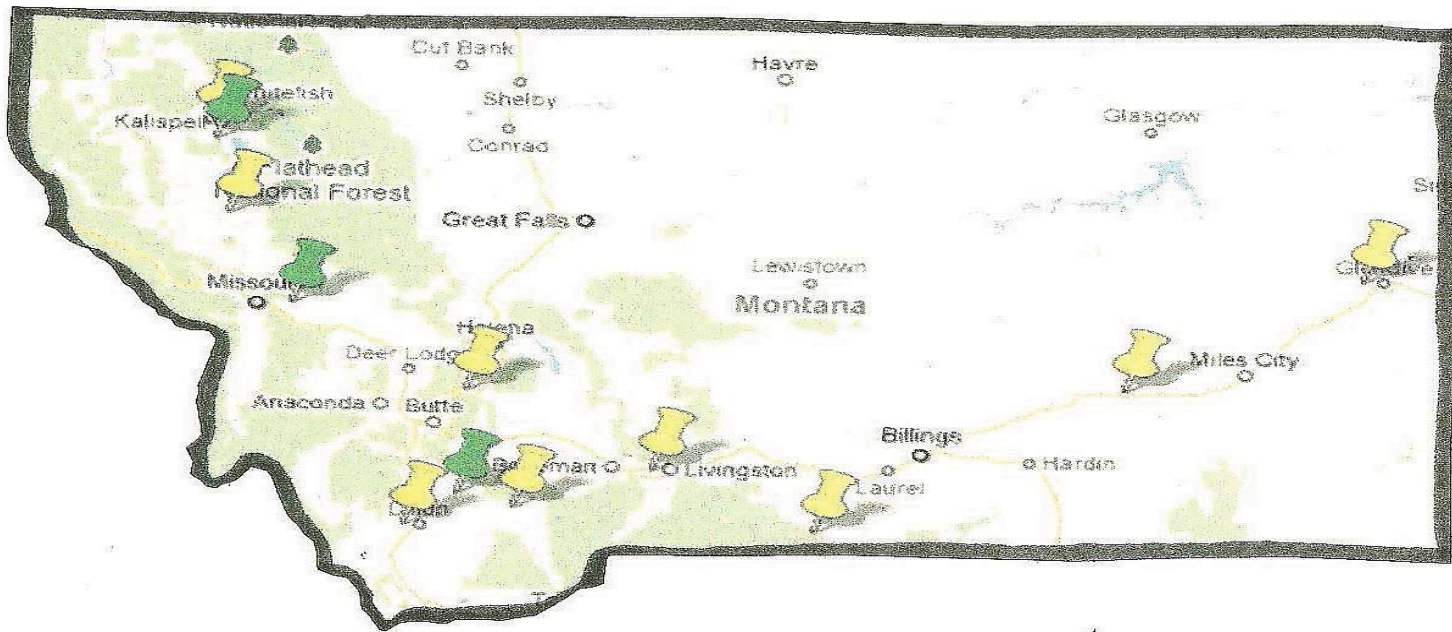 Cut Bank
Havre
Shelby
Kalispell
Glasgow
Conrad
Flathead
National Forest
Great Falls
Missoula
Lewistown
Montana
Helena
Deer Lodge
Miles City
Anaconda
Butte
Billings
Livingston
Hardin
Laurel